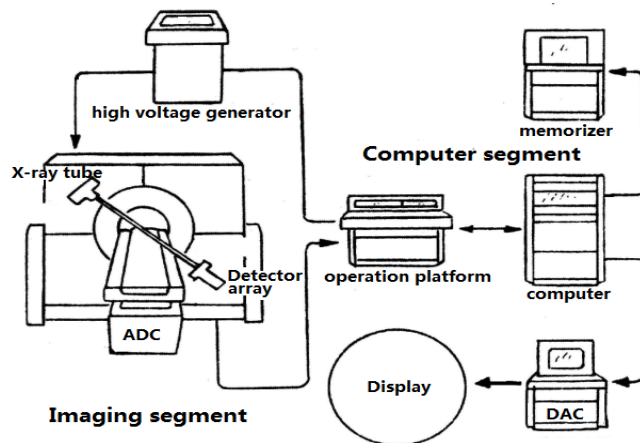 high voltage generator
memorizer
Computer segment
X-ray tube
Detector
array
operation platform
computer
ADC
Display
DAC
Imaging segment